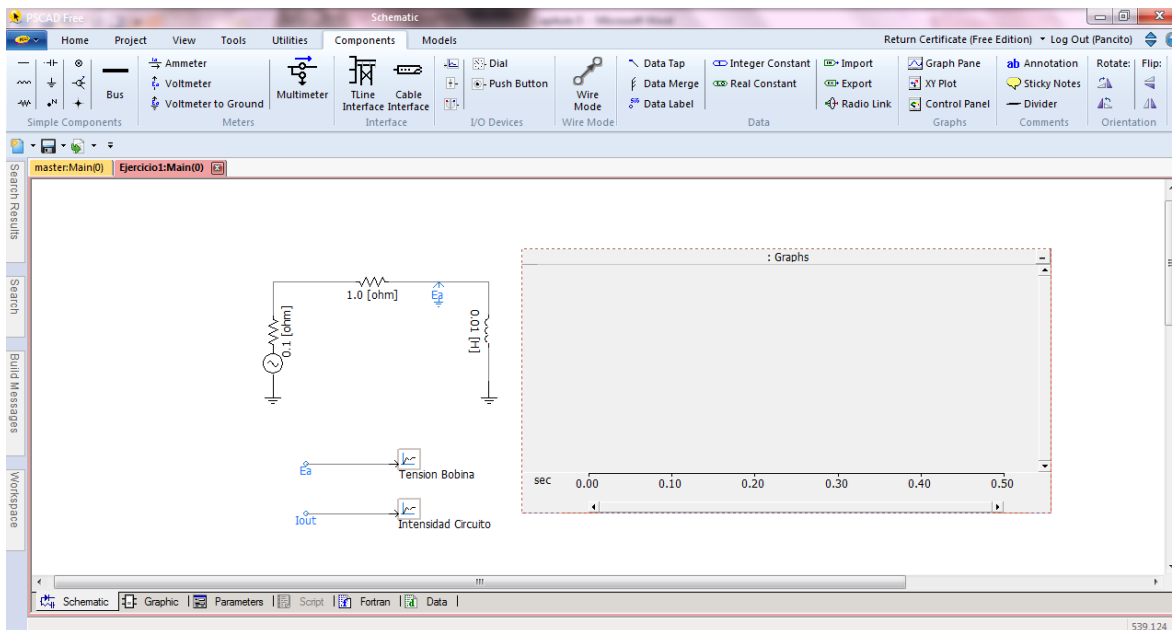 PSCAD Free
Schematic
Capitulo 5 - Microsoft Word
Home Project View Tools Utilities Components Models
Return Certificate (Free Edition) Log Out (Pancito)
Ammeter
Voltmeter
Voltmeter to Ground
Bus
Multimeter
TLine Interface
Cable Interface
Dial
Push Button
Wire Mode
Data Tap
Data Merge
Data Label
Integer Constant
Real Constant
Import
Export
Radio Link
Graph Pane
XY Plot
Control Panel
ab Annotation
Sticky Notes
Divider
Rotate: Flip:
Simple Components Meters Interface I/O Devices Wire Mode Data Graphs Comments Orientation
master:Main(0) Ejercicio1:Main(0)
Search Results
Search
Build Messages
Workspace
: Graphs
1.0 [ohm]
Ea
0.1 [ohm]
0.01 [H]
Ea
Tension Bobina
Iout
Intensidad Circuito
sec 0.00 0.10 0.20 0.30 0.40 0.50
Schematic Graphic Parameters Script Fortran Data
539,124